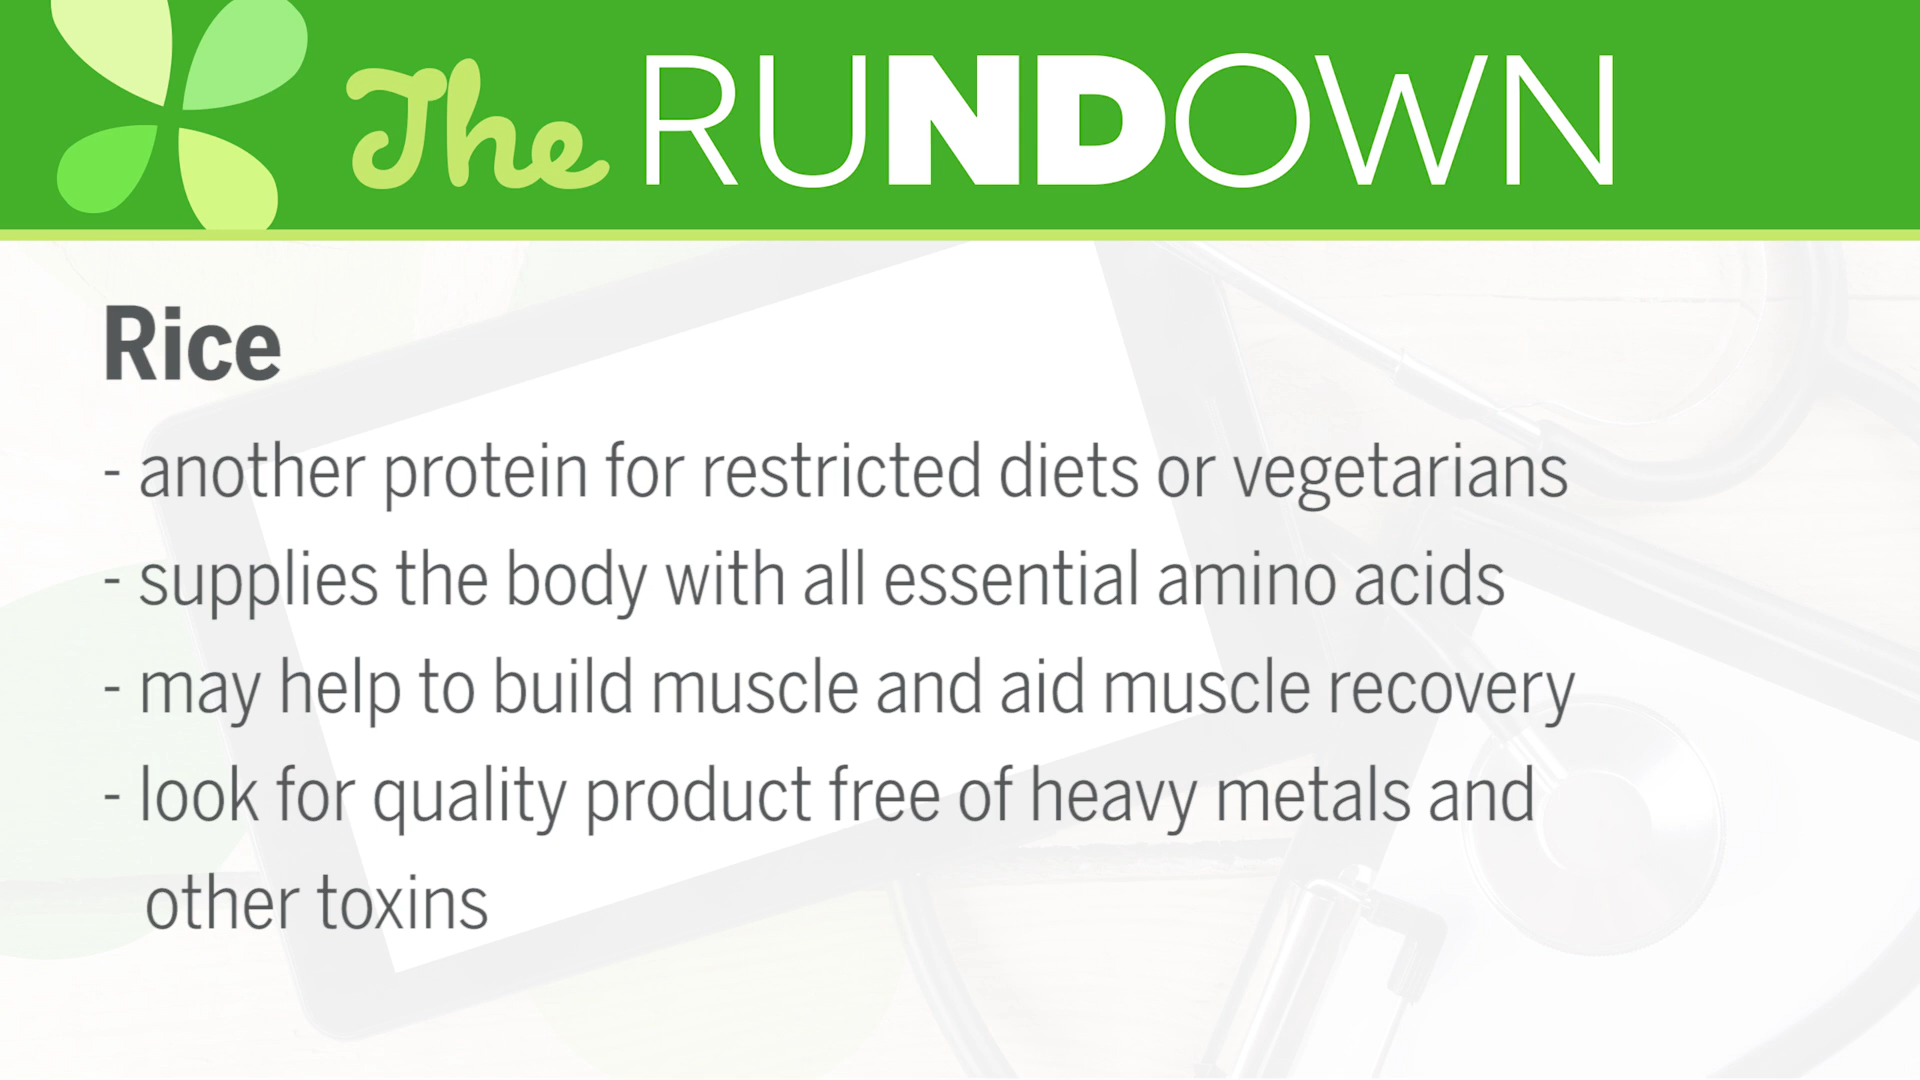 The RUNDOWN
Rice
- another protein for restricted diets or vegetarians
- supplies the body with all essential amino acids
- may help to build muscle and aid muscle recovery
- look for quality product free of heavy metals and
other toxins